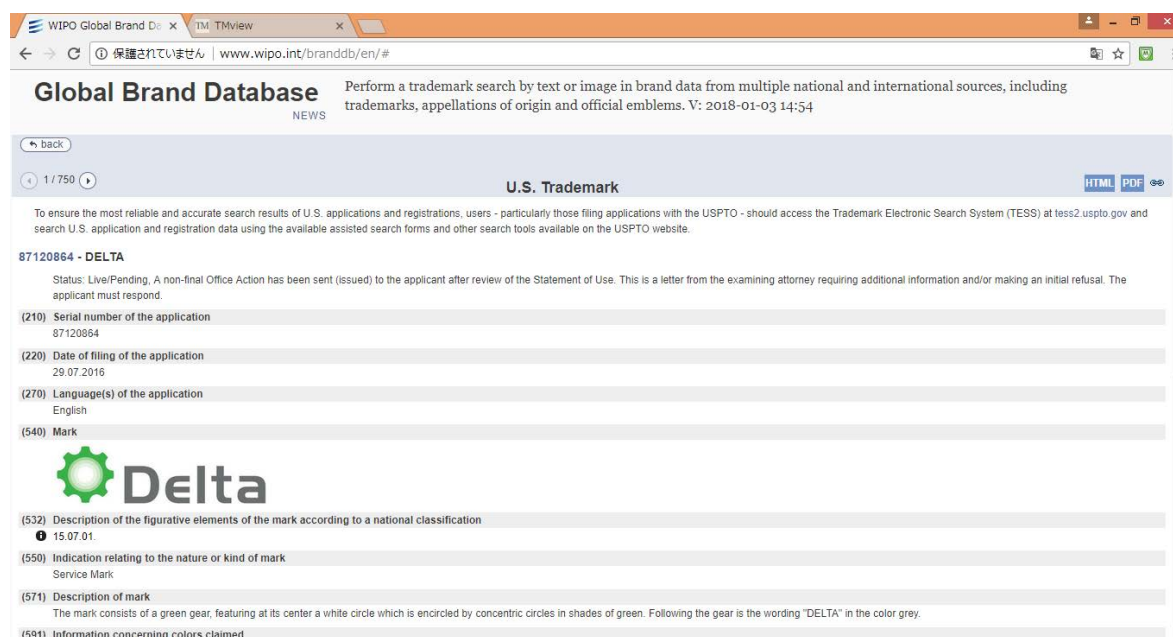 WIPO Global Brand Da
TM TMview
保護されていません | www.wipo.int/branddb/en/#
Global Brand Database
NEWS
Perform a trademark search by text or image in brand data from multiple national and international sources, including
trademarks, appellations of origin and official emblems. V: 2018-01-03 14:54
back
1 / 750
U.S. Trademark
HTML PDF
To ensure the most reliable and accurate search results of U.S. applications and registrations, users - particularly those filing applications with the USPTO - should access the Trademark Electronic Search System (TESS) at tess2.uspto.gov and
search U.S. application and registration data using the available assisted search forms and other search tools available on the USPTO website.
87120864 - DELTA
Status: Live/Pending, A non-final Office Action has been sent (issued) to the applicant after review of the Statement of Use. This is a letter from the examining attorney requiring additional information and/or making an initial refusal. The
applicant must respond.
(210) Serial number of the application
87120864
(220) Date of filing of the application
29.07.2016
(270) Language(s) of the application
English
(540) Mark
Delta
(532) Description of the figurative elements of the mark according to a national classification
15.07.01.
(550) Indication relating to the nature or kind of mark
Service Mark
(571) Description of mark
The mark consists of a green gear, featuring at its center a white circle which is encircled by concentric circles in shades of green. Following the gear is the wording "DELTA" in the color grey.
(591) Information concerning colors claimed